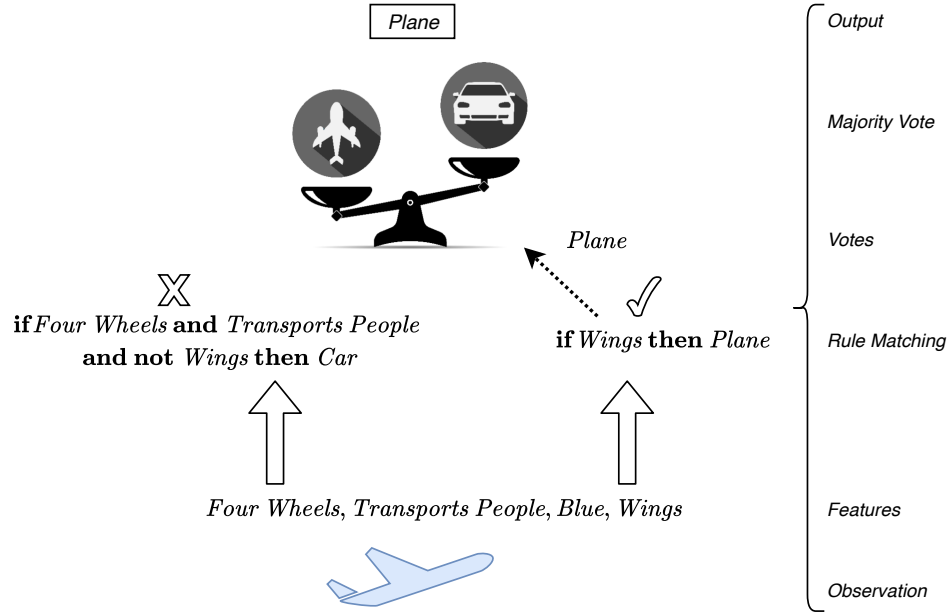 Plane
Output
Majority Vote
Plane
Votes
X
if Four Wheels and Transports People
and not Wings then Car
if Wings then Plane
Rule Matching
Four Wheels, Transports People, Blue, Wings
Features
Observation